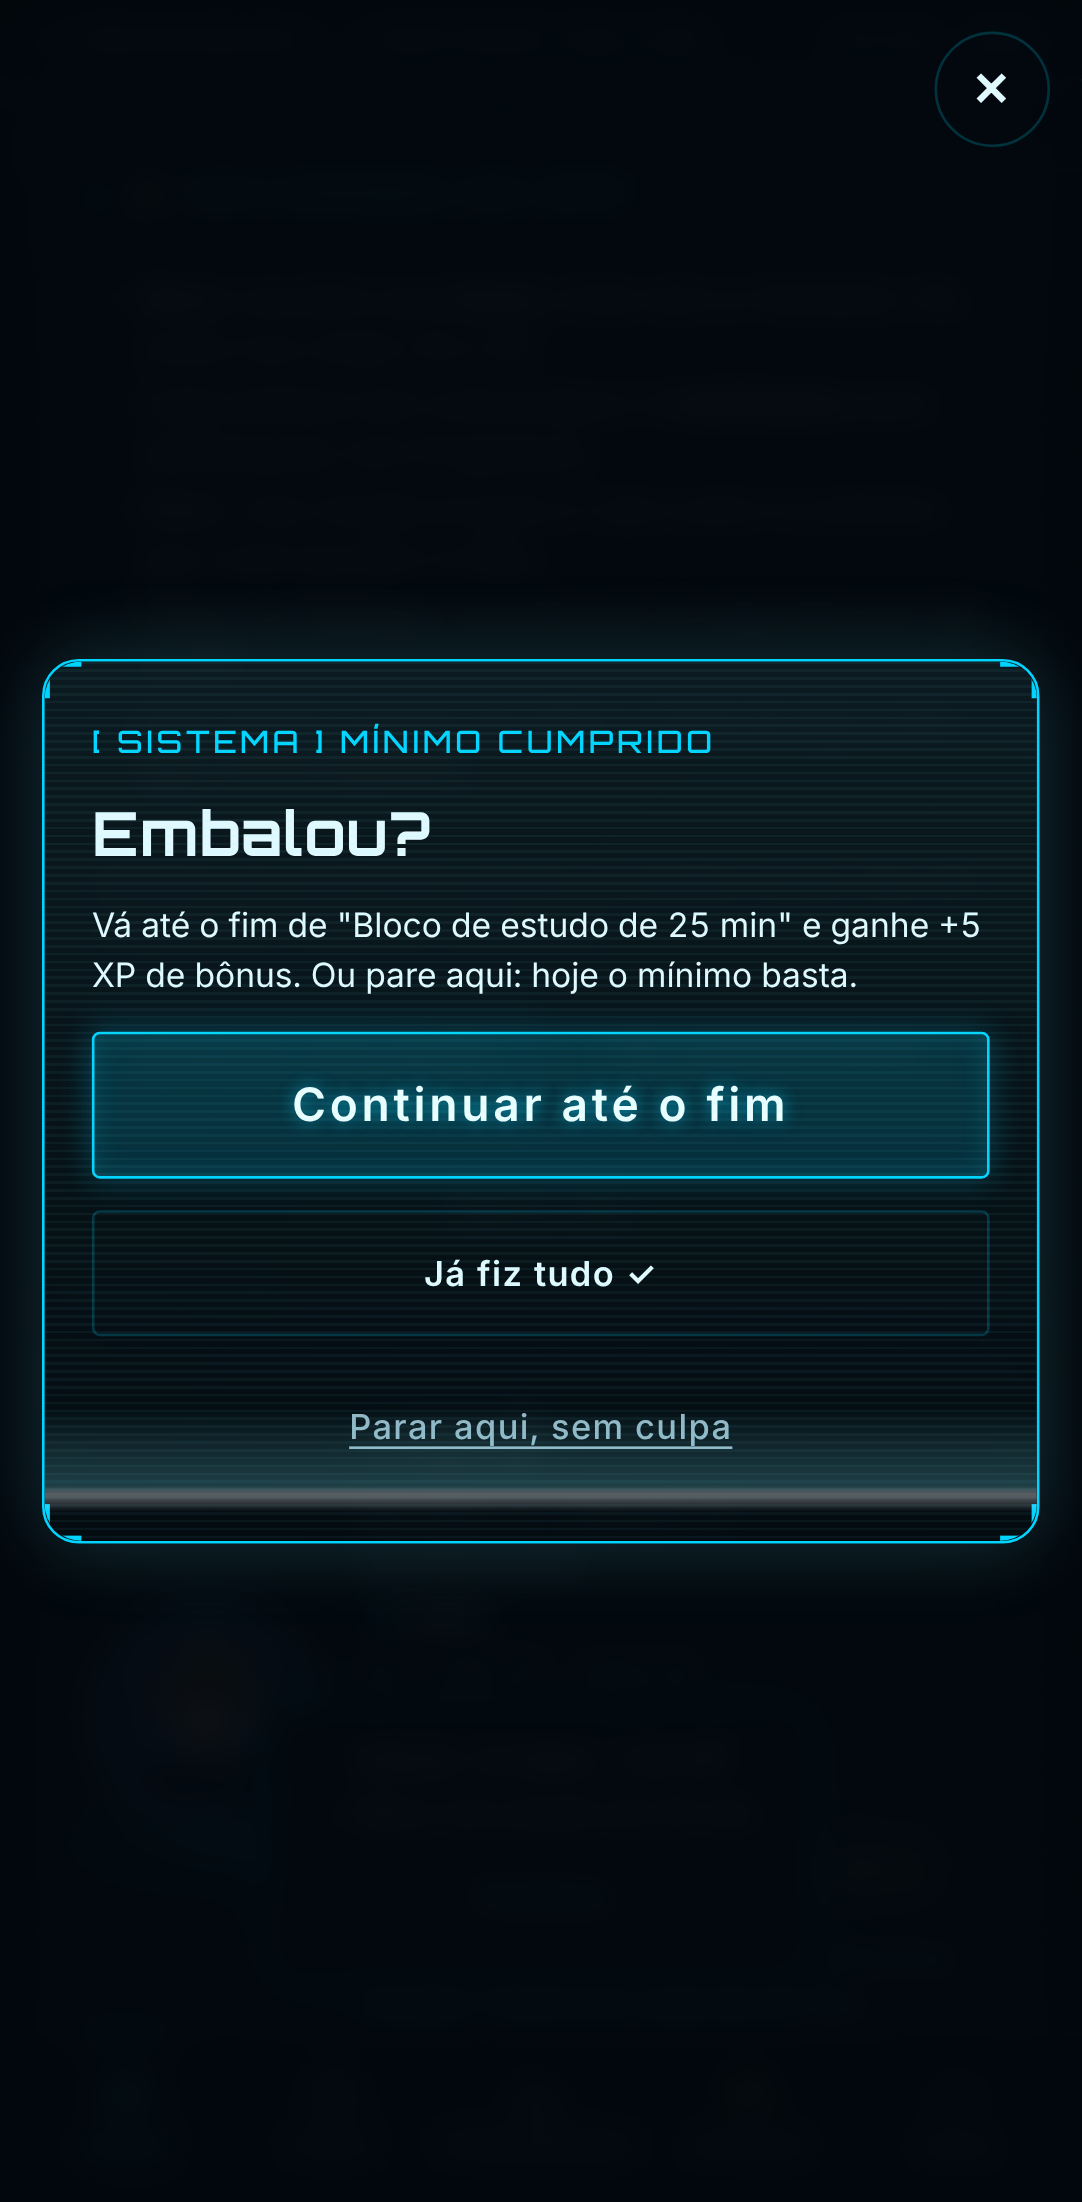 ✕
[ SISTEMA ] MÍNIMO CUMPRIDO
Embalou?
Vá até o fim de "Bloco de estudo de 25 min" e ganhe +5
XP de bônus. Ou pare aqui: hoje o mínimo basta.
Continuar até o fim
Já fiz tudo ✓
Parar aqui, sem culpa